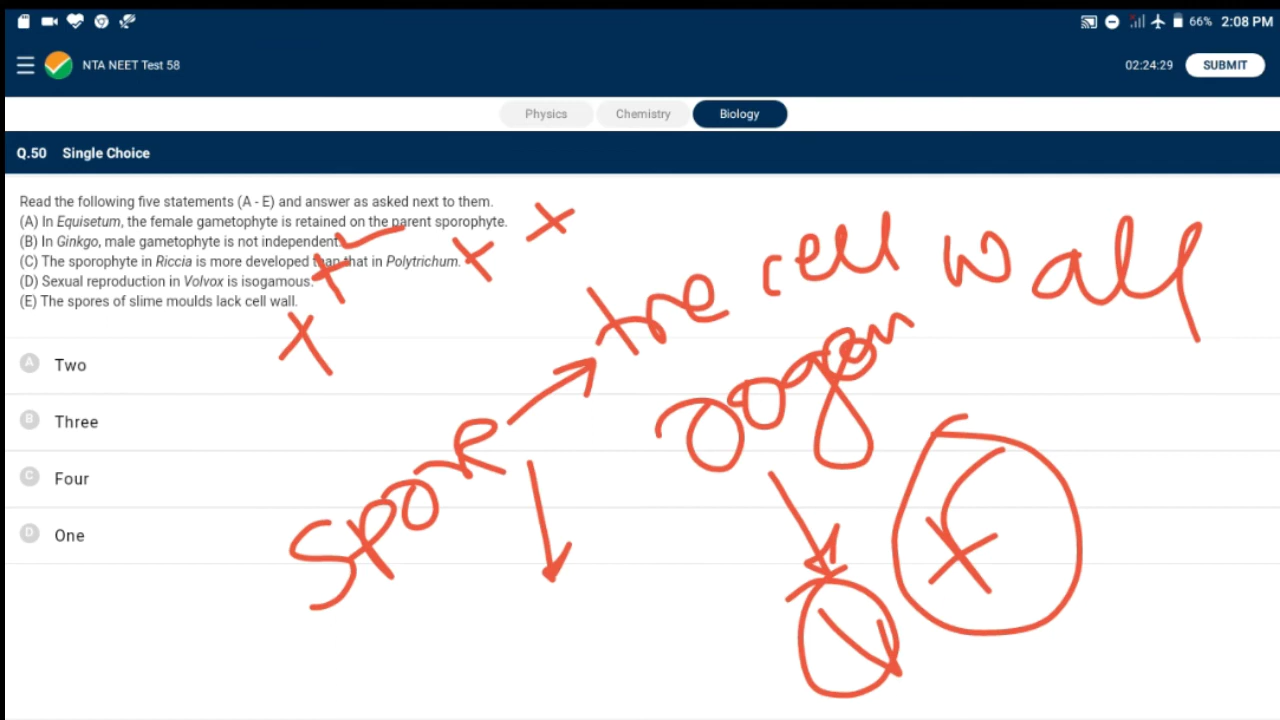 66% 2:08 PM
NTA NEET Test 58
02:24:29 SUBMIT
Physics Chemistry Biology
Q.50 Single Choice
Read the following five statements (A - E) and answer as asked next to them.
(A) In Equisetum, the female gametophyte is retained on the parent sporophyte.
(B) In Ginkgo, male gametophyte is not independent.
(C) The sporophyte in Riccia is more developed than that in Polytrichum.
(D) Sexual reproduction in Volvox is isogamous.
(E) The spores of slime moulds lack cell wall.
cell wall
A Two
B Three
Spore
C Four
D One